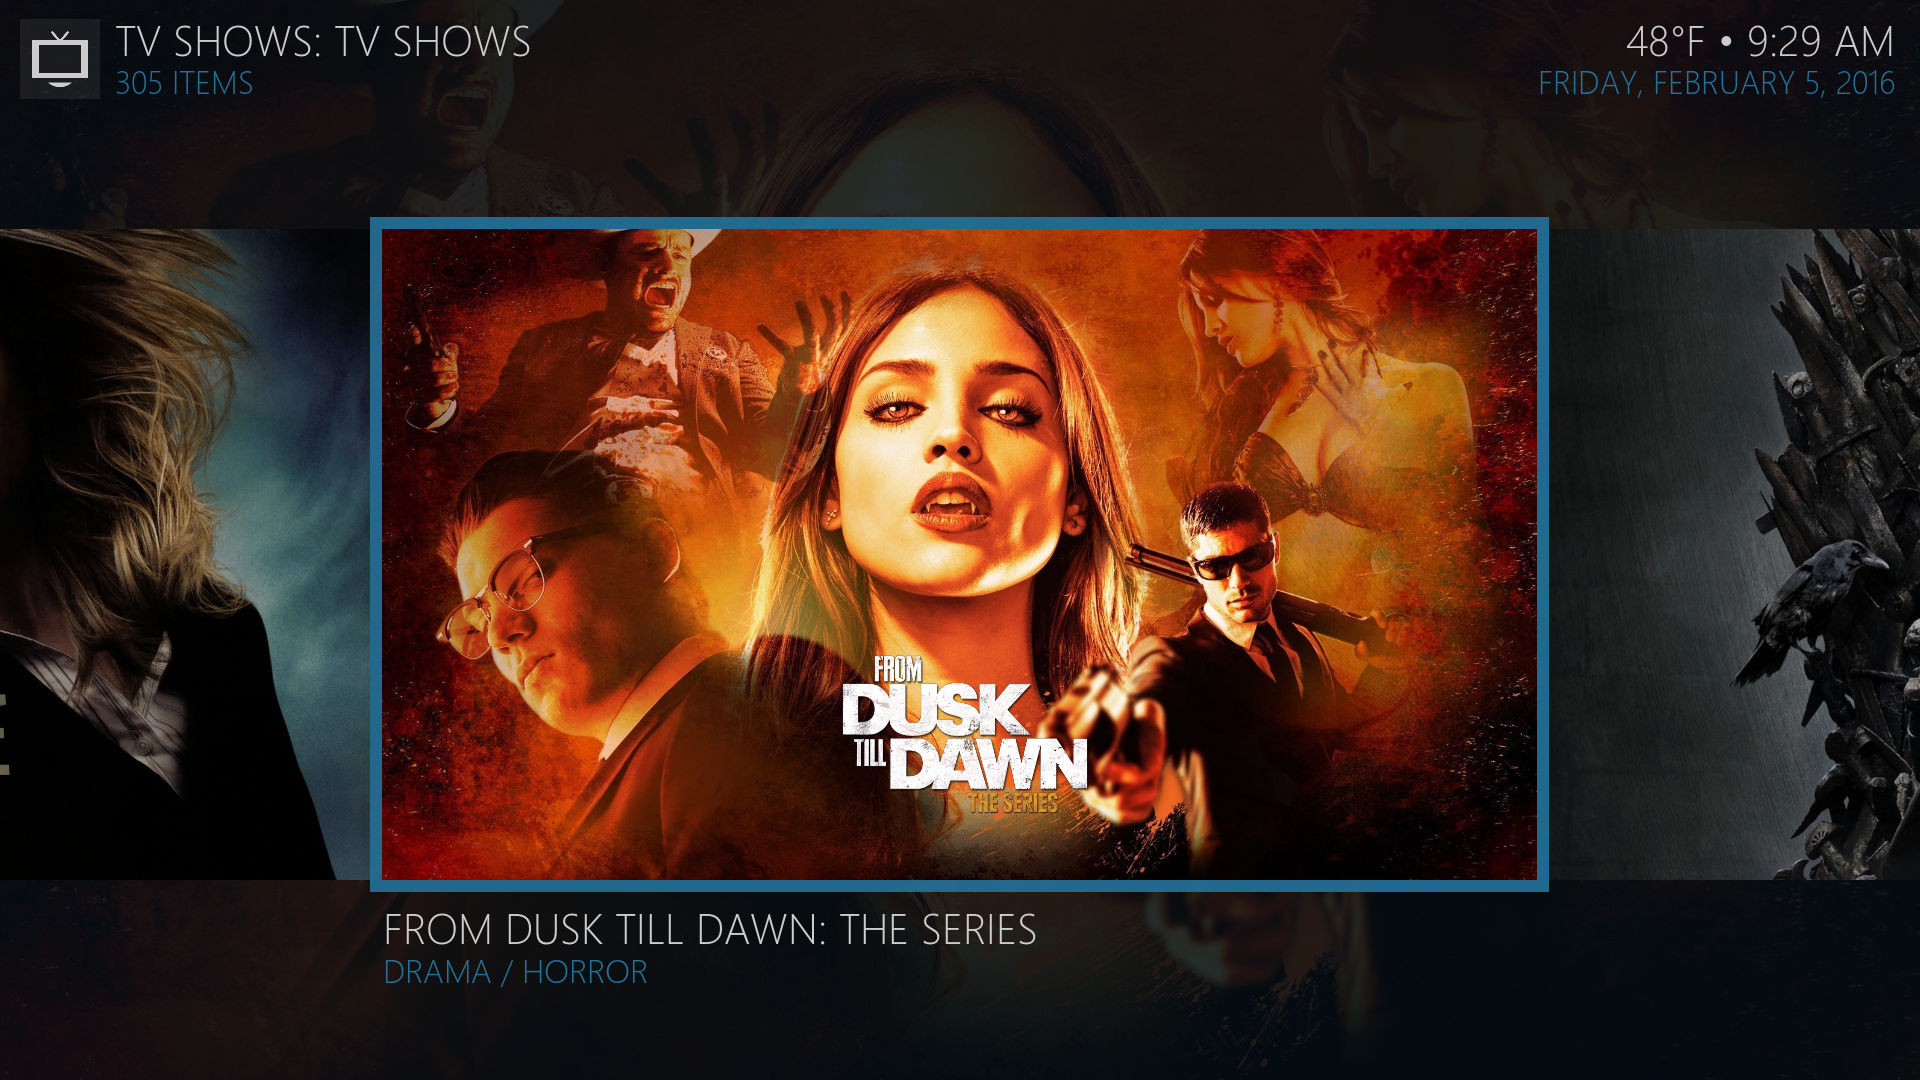 TV SHOWS: TV SHOWS
305 ITEMS
48°F • 9:29 AM
FRIDAY, FEBRUARY 5, 2016
FROM
DUSK
TILL DAWN
THE SERIES
FROM DUSK TILL DAWN: THE SERIES
DRAMA / HORROR